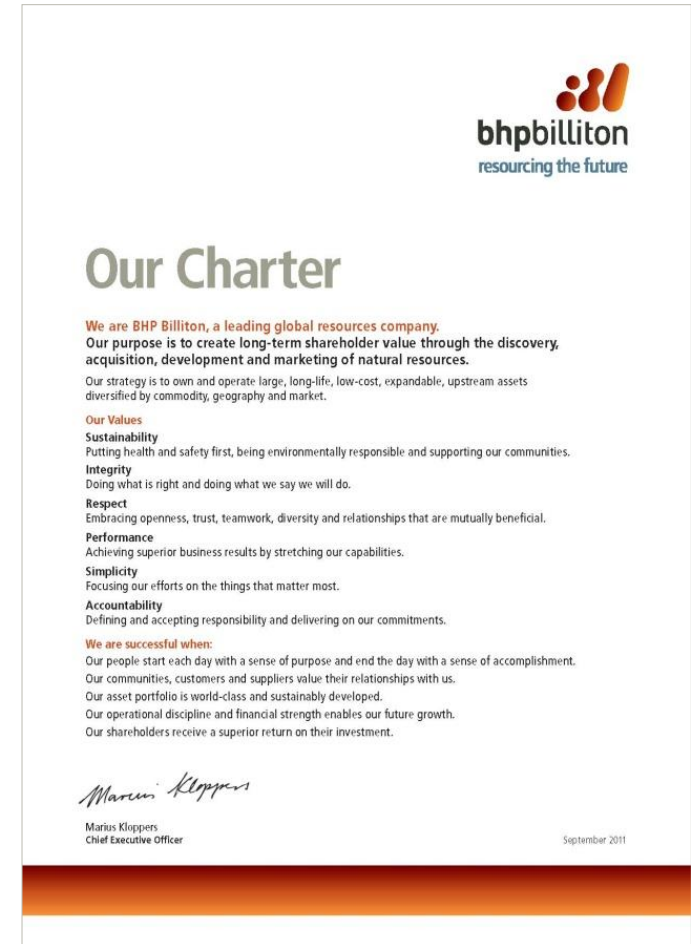 bhpbilliton
resourcing the future
Our Charter
We are BHP Billiton, a leading global resources company.
Our purpose is to create long-term shareholder value through the discovery,
acquisition, development and marketing of natural resources.
Our strategy is to own and operate large, long-life, low-cost, expandable, upstream assets
diversified by commodity, geography and market.
Our Values
Sustainability
Putting health and safety first, being environmentally responsible and supporting our communities.
Integrity
Doing what is right and doing what we say we will do.
Respect
Embracing openness, trust, teamwork, diversity and relationships that are mutually beneficial.
Performance
Achieving superior business results by stretching our capabilities.
Simplicity
Focusing our efforts on the things that matter most.
Accountability
Defining and accepting responsibility and delivering on our commitments.
We are successful when:
Our people start each day with a sense of purpose and end the day with a sense of accomplishment.
Our communities, customers and suppliers value their relationships with us.
Our asset portfolio is world-class and sustainably developed.
Our operational discipline and financial strength enables our future growth.
Our shareholders receive a superior return on their investment.
Marius Kloppers
Marius Kloppers
Chief Executive Officer
September 2011